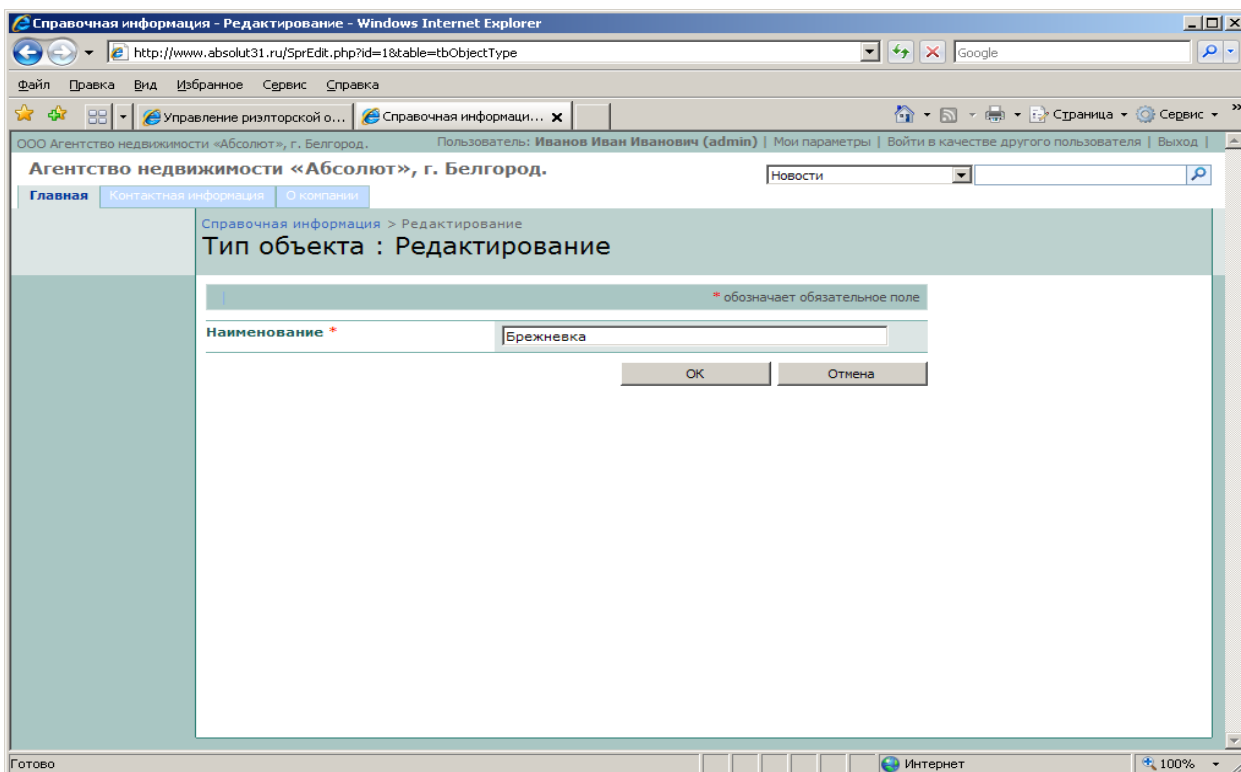 Справочная информация - Редактирование - Windows Internet Explorer
http://www.absolut31.ru/SprEdit.php?id=1&table=tbObjectType
Google
Файл Правка Вид Избранное Сервис Справка
Управление риэлторской о... Справочная информаци... Страница Сервис »
ООО Агентство недвижимости «Абсолют», г. Белгород. Пользователь: Иванов Иван Иванович (admin) | Мои параметры | Войти в качестве другого пользователя | Выход |
Агентство недвижимости «Абсолют», г. Белгород.
Новости
Главная Контактная информация О компании
Справочная информация > Редактирование
Тип объекта : Редактирование
| * обозначает обязательное поле
Наименование * Брежневка
ОК Отмена
Готово Интернет 100%